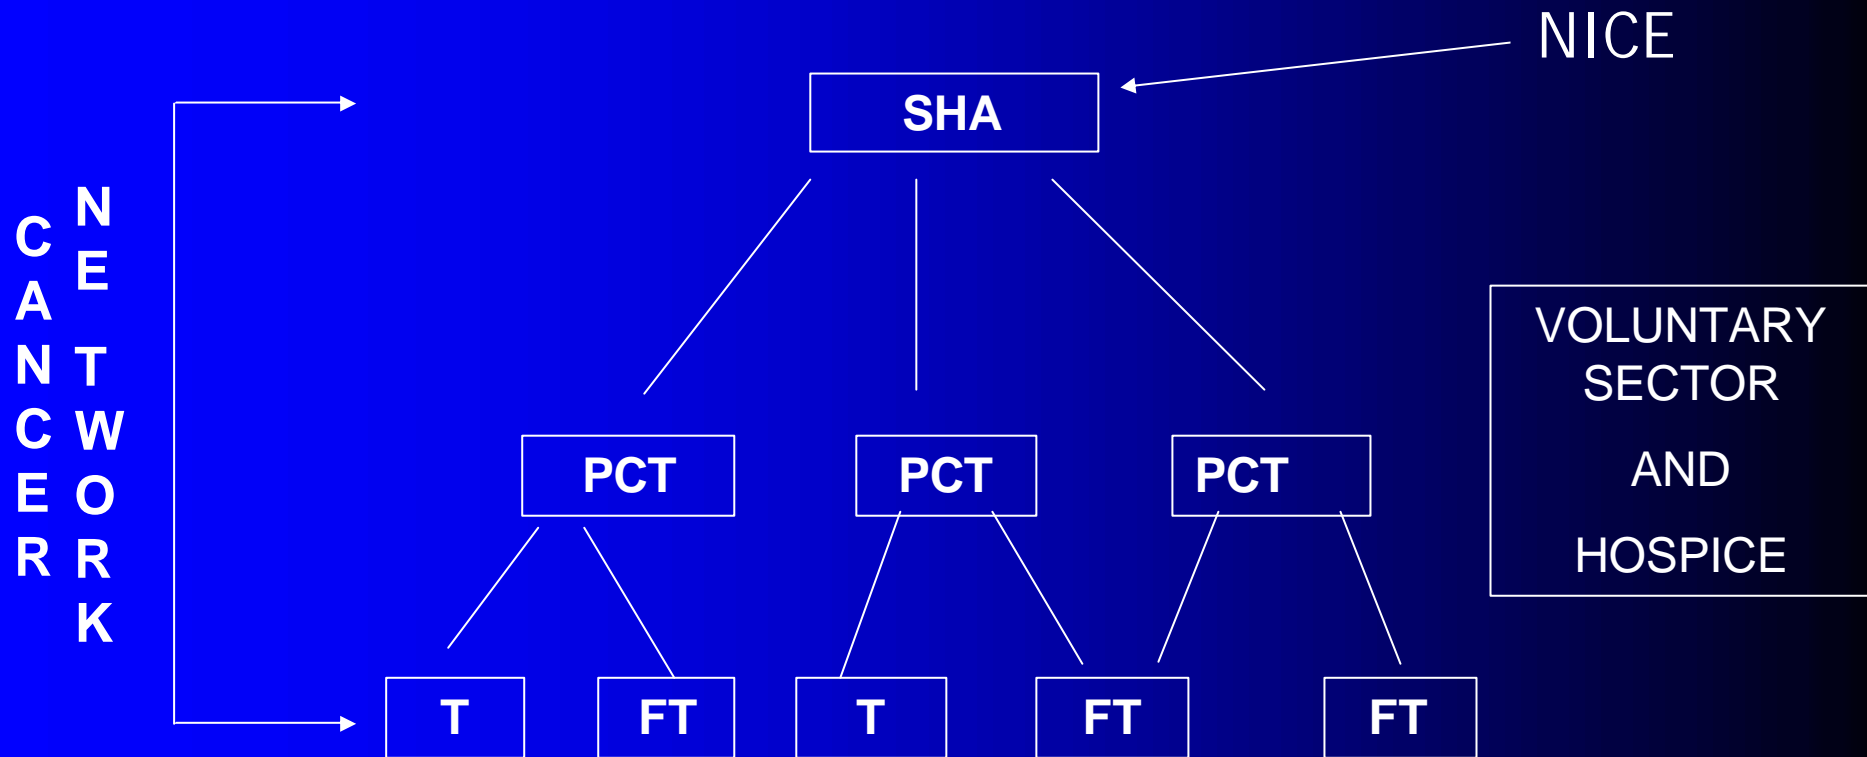 NICE
SHA
CANCER
NETWORK
VOLUNTARY
SECTOR
AND
HOSPICE
PCT
PCT
PCT
T
FT
T
FT
FT